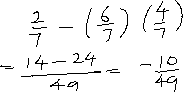 2/7 - (6/7) (4/7)
= 14-24/49 = -10/49